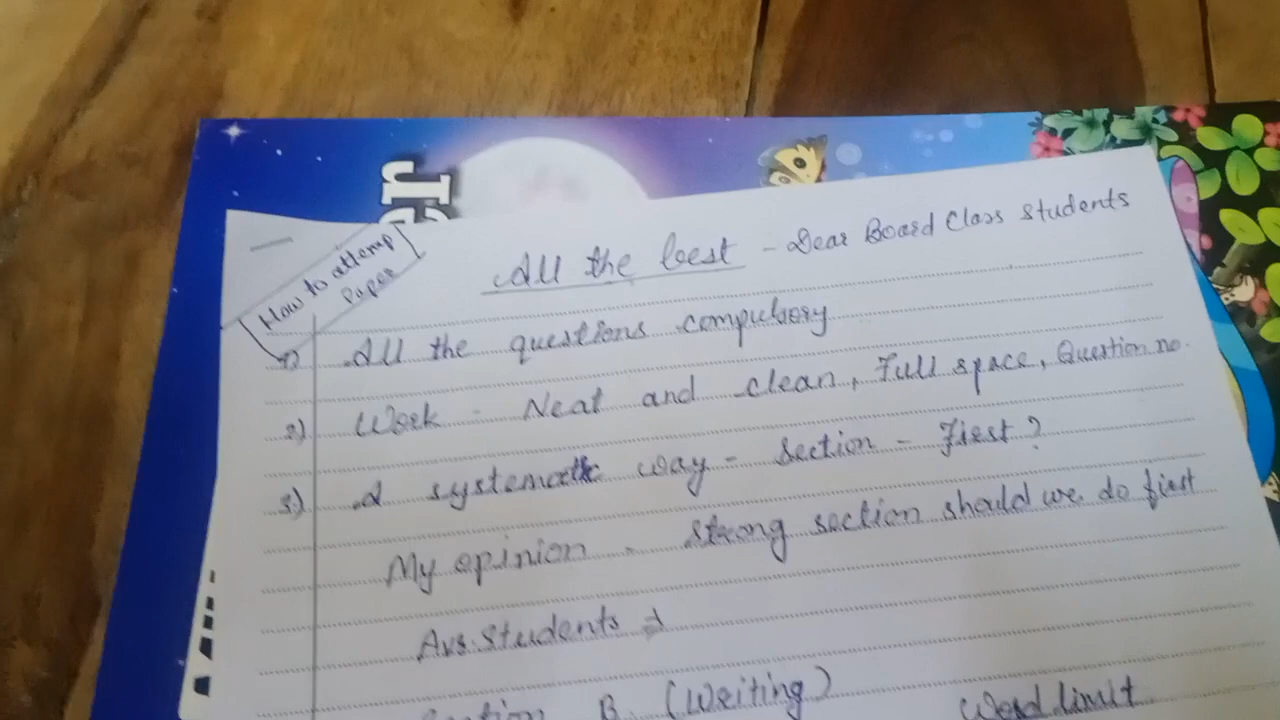 How to attemp
Paper
All the best - Dear Board Class students
1) All the questions compulsory
2) Work - Neat and clean, Full space, Question no.
3) A systematic way - Section - First?
My opinion - Strong section should we do first
Avg. Students →
B (Writing) Word limit
er